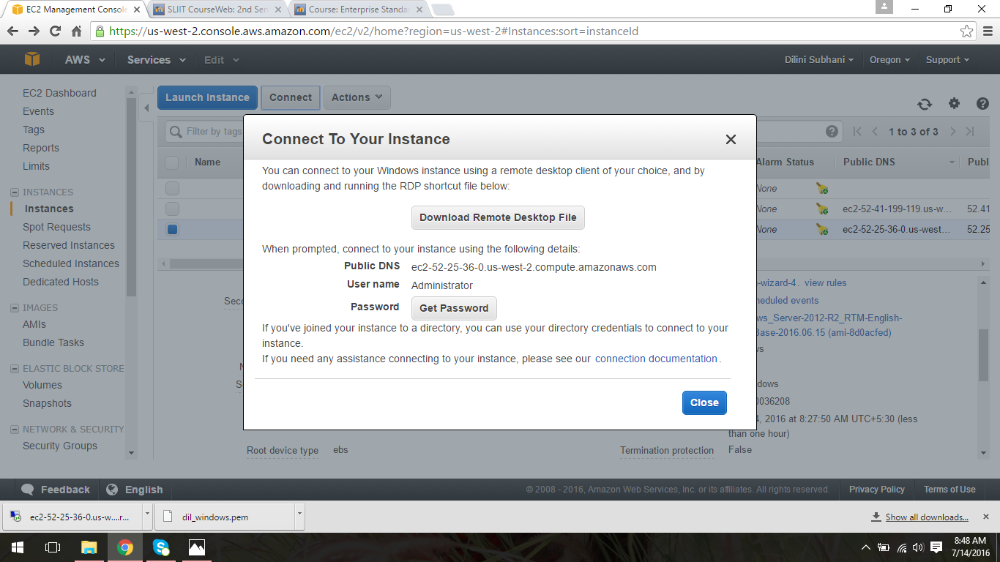 EC2 Management Console
SLIIT CourseWeb: 2nd Sem
Course: Enterprise Standa
https://us-west-2.console.aws.amazon.com/ec2/v2/home?region=us-west-2#Instances:sort=instanceId
AWS Services Edit Dilini Subhani Oregon Support
EC2 Dashboard
Events
Tags
Reports
Limits
INSTANCES
Instances
Spot Requests
Reserved Instances
Scheduled Instances
Dedicated Hosts
IMAGES
AMIs
Bundle Tasks
ELASTIC BLOCK STORE
Volumes
Snapshots
NETWORK & SECURITY
Security Groups
Launch Instance Connect Actions
Filter by tags
1 to 3 of 3
Name Alarm Status Public DNS Publ
None
None ec2-52-41-199-119.us-w... 52.41
None ec2-52-25-36-0.us-west... 52.25
Connect To Your Instance
You can connect to your Windows instance using a remote desktop client of your choice, and by
downloading and running the RDP shortcut file below:
Download Remote Desktop File
When prompted, connect to your instance using the following details:
Public DNS ec2-52-25-36-0.us-west-2.compute.amazonaws.com
User name Administrator
Password Get Password
If you've joined your instance to a directory, you can use your directory credentials to connect to your
instance.
If you need any assistance connecting to your instance, please see our connection documentation.
Close
Secc
N
S
-wizard-4. view rules
heduled events
ws_Server-2012-R2_RTM-English-
Base-2016.06.15 (ami-8d0acfed)
ws
dows
0036208
4, 2016 at 8:27:50 AM UTC+5:30 (less
than one hour)
Root device type ebs Termination protection False
Feedback English © 2008 - 2016, Amazon Web Services, Inc. or its affiliates. All rights reserved. Privacy Policy Terms of Use
ec2-52-25-36-0.us-w....r... dil_windows.pem Show all downloads...
8:48 AM
7/14/2016